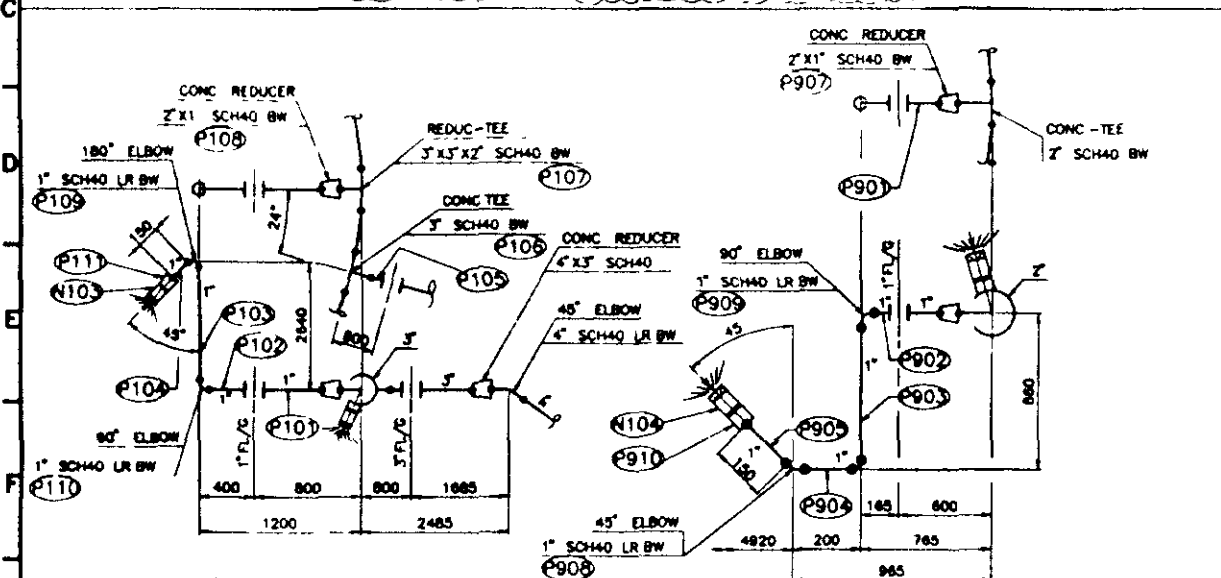 C
D
E
F
CONC REDUCER
2"X1" SCH40 BW
P907
CONC REDUCER
2"X1 SCH40 BW
P108
REDUC-TEE
3"X3"X2" SCH40 BW
P107
CONC -TEE
2" SCH40 BW
180° ELBOW
1" SCH40 LR BW
P109
P901
24"
CONC TEE
3" SCH40 BW
P106
150
P111
1"
N103
1"
45°
CONC REDUCER
4"X3" SCH40
P105
90° ELBOW
1" SCH40 LR BW
P909
1"FL/G
2"
P103
2640
P102
P104
800
3"
45° ELBOW
4" SCH40 LR BW
1"
1"
P902
45
1"
P903
660
1"
1"
P101
3"
4"
N104
P910
P905
1"
150
1"
P904
90° ELBOW
1" SCH40 LR BW
P110
1"FL/G
3"FL/G
400
800
800
1685
1200
2485
165
600
45° ELBOW
1" SCH40 LR BW
P908
4920
200
765
965